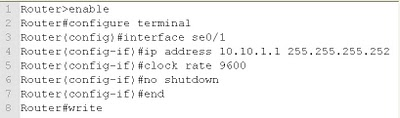 1 Router>enable
2 Router#configure terminal
3 Router(config)#interface se0/1
4 Router(config-if)#ip address 10.10.1.1 255.255.255.252
5 Router(config-if)#clock rate 9600
6 Router(config-if)#no shutdown
7 Router(config-if)#end
8 Router#write